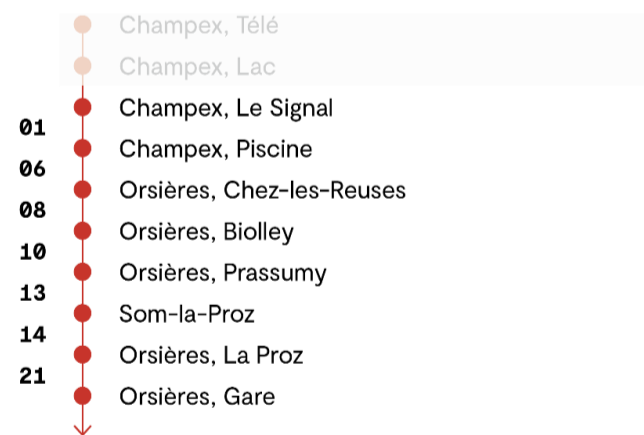 Champex, Télé
Champex, Lac
Champex, Le Signal
01
Champex, Piscine
06
Orsières, Chez-les-Reuses
08
Orsières, Biolley
10
Orsières, Prassumy
13
Som-la-Proz
14
Orsières, La Proz
21
Orsières, Gare